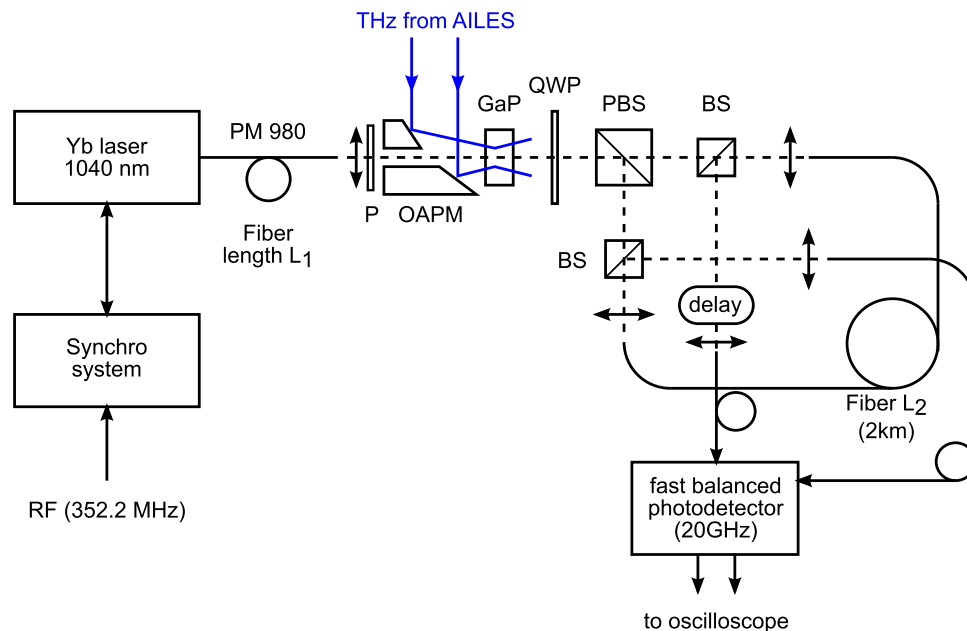 THz from AILES
QWP
GaP
PBS
BS
Yb laser
1040 nm
PM 980
P
OAPM
Fiber
length L1
BS
delay
Synchro
system
Fiber L2
(2km)
RF (352.2 MHz)
fast balanced
photodetector
(20GHz)
to oscilloscope